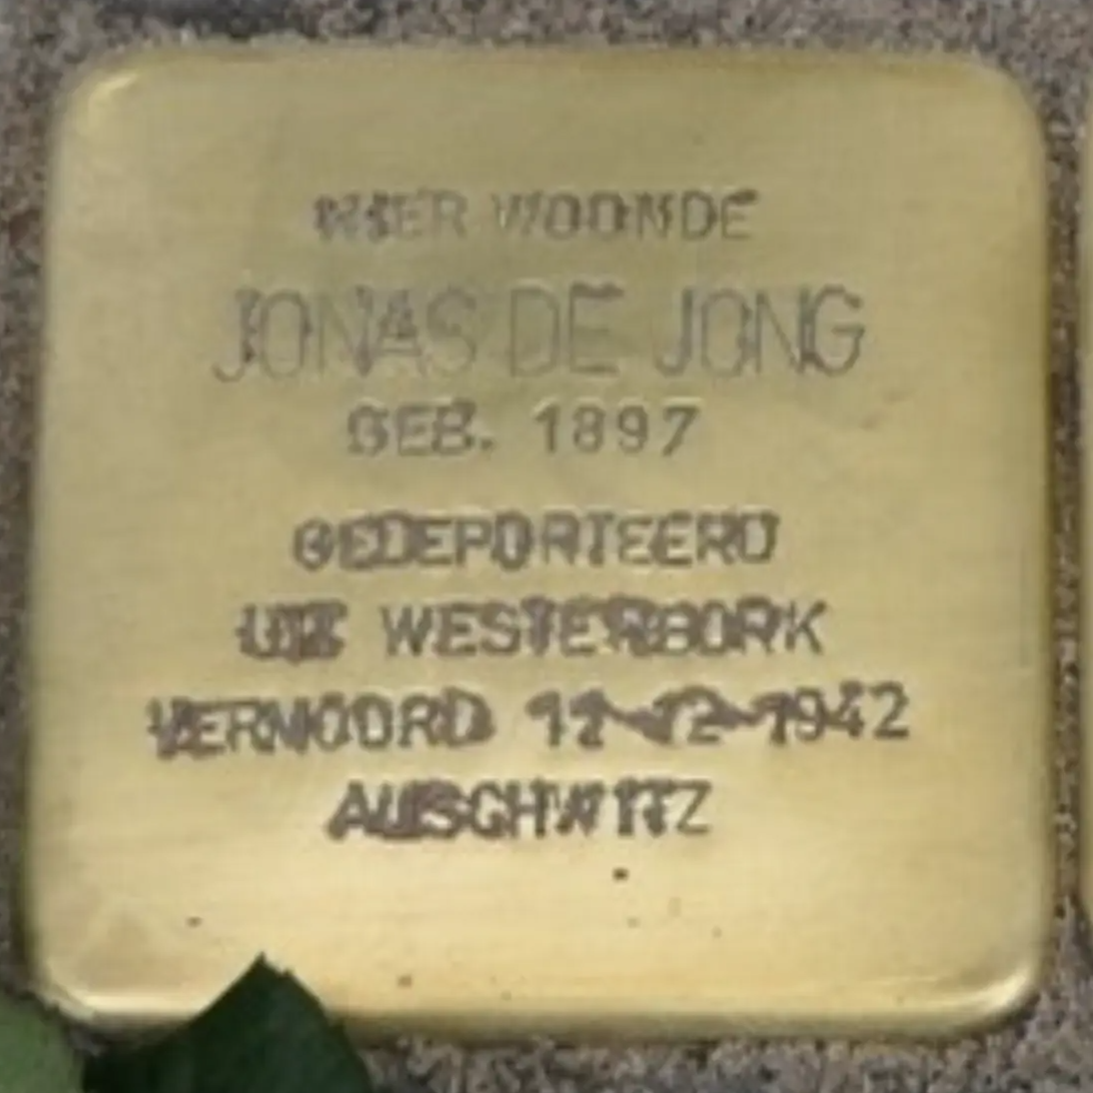 HIER WOONDE
JONAS DE JONG
GEB. 1897
GEDEPORTEERD
UIT WESTERBORK
VERMOORD 11-12-1942
AUSCHWITZ